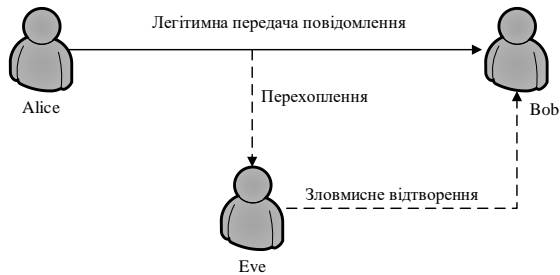 Легітимна передача повідомлення
Alice
Bob
Перехоплення
Зловмисне відтворення
Eve